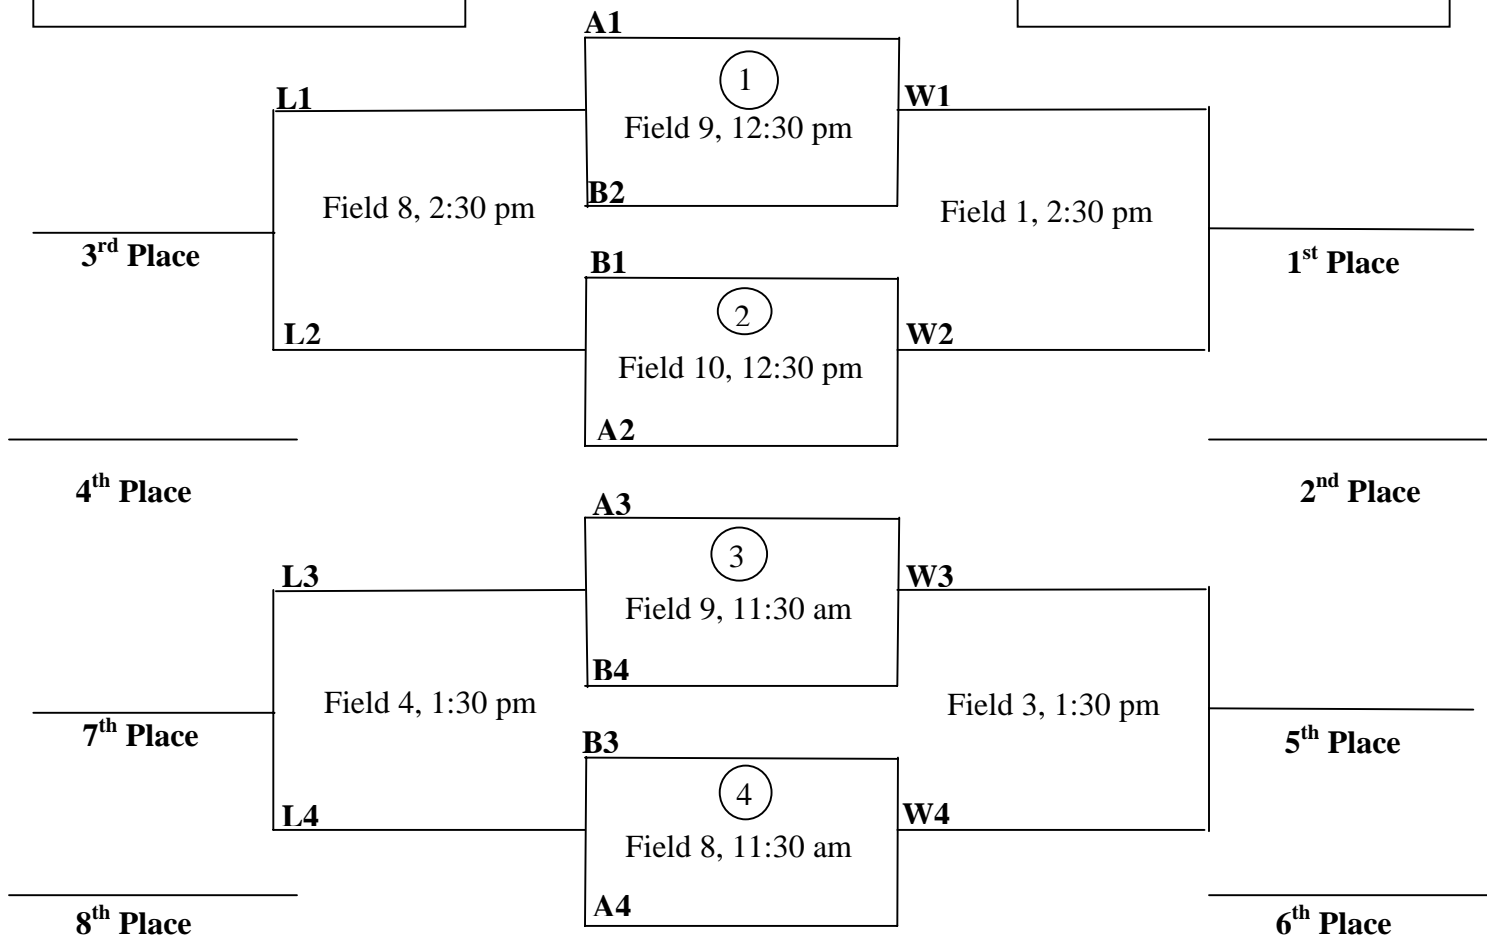 A1
1
L1
W1
Field 9, 12:30 pm
B2
Field 8, 2:30 pm
Field 1, 2:30 pm
3rd Place
B1
1st Place
2
L2
W2
Field 10, 12:30 pm
A2
4th Place
2nd Place
A3
3
L3
W3
Field 9, 11:30 am
B4
Field 4, 1:30 pm
Field 3, 1:30 pm
7th Place
B3
5th Place
4
L4
W4
Field 8, 11:30 am
A4
8th Place
6th Place